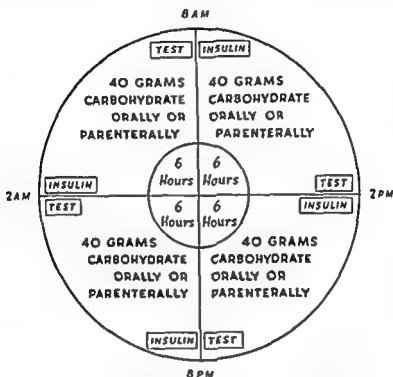 8 AM
TEST INSULIN
40 GRAMS
CARBOHYDRATE
ORALLY OR
PARENTERALLY
40 GRAMS
CARBOHYDRATE
ORALLY OR
PARENTERALLY
6
Hours
6
Hours
2 AM
INSULIN
TEST
TEST
INSULIN
2 PM
6
Hours
6
Hours
40 GRAMS
CARBOHYDRATE
ORALLY OR
PARENTERALLY
40 GRAMS
CARBOHYDRATE
ORALLY OR
PARENTERALLY
INSULIN TEST
8 PM